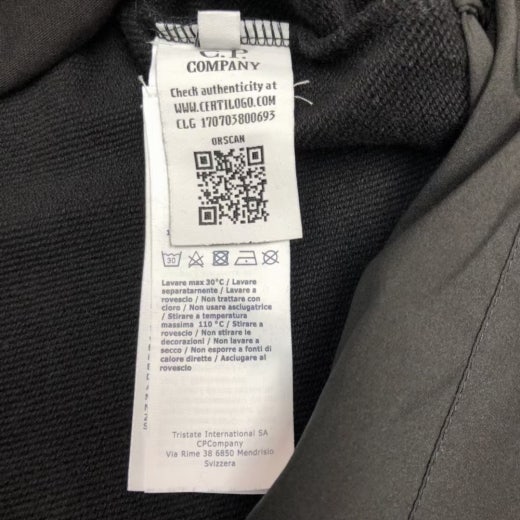 C.P.
COMPANY
Check authenticity at
WWW.CERTILOGO.COM
CLG 170703800693
ORSCAN
30
Lavare max 30°C / Lavare
separatamente / Lavare a
rovescio / Non trattare con
cloro / Non usare asciugatrice
/ Stirare a temperatura
massima 110°C / Stirare a
rovescio / Non stirare le
decorazioni / Non lavare a
secco / Non esporre a fonti di
calore dirette / Asciugare al
rovescio
Tristate International SA
CPCompany
Via Rime 38 6850 Mendrisio
Svizzera